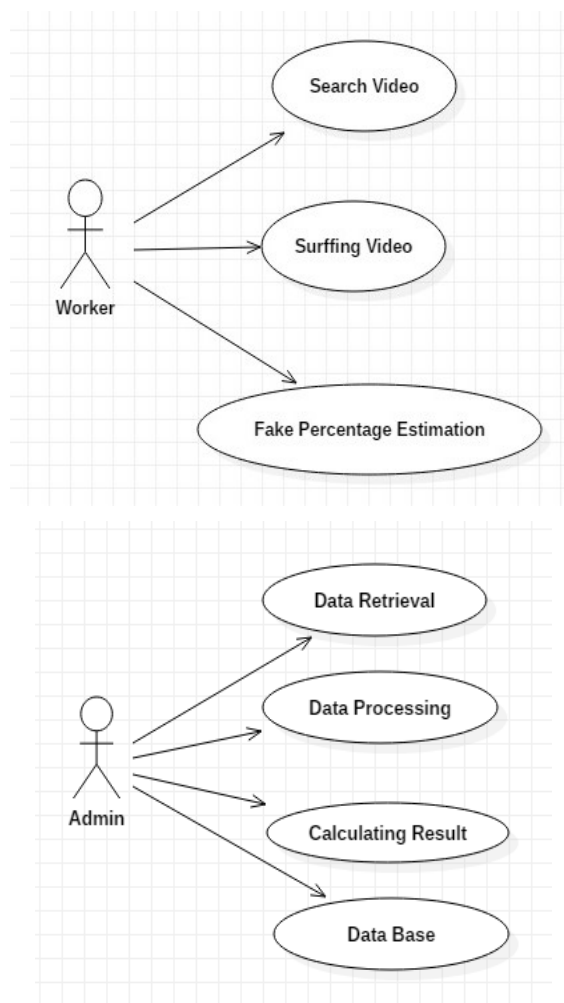 Search Video
Surffing Video
Worker
Fake Percentage Estimation
Data Retrieval
Data Processing
Admin
Calculating Result
Data Base